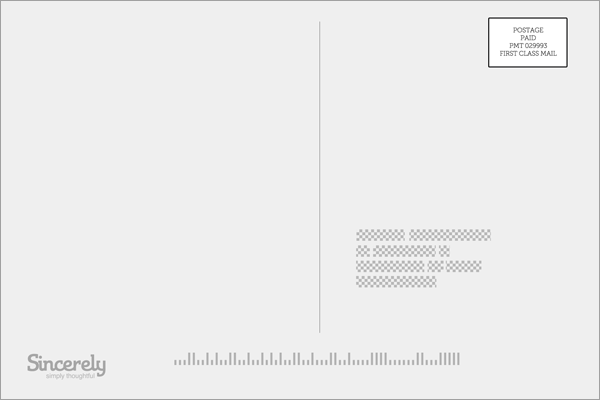 POSTAGE
PAID
PMT 029993
FIRST CLASS MAIL
Sincerely
simply thoughtful